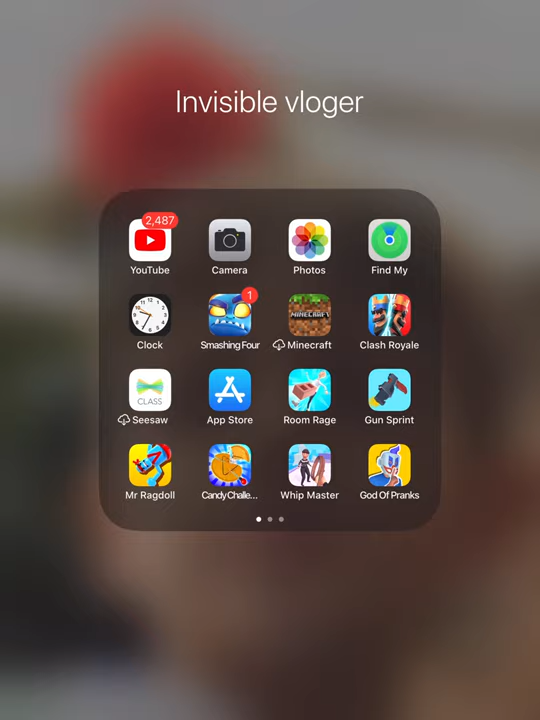 Invisible vloger
2,487
YouTube Camera Photos Find My
1
MINECRAFT
Clock Smashing Four Minecraft Clash Royale
CLASS
Seesaw App Store Room Rage Gun Sprint
Mr Ragdoll CandyChalle... Whip Master God Of Pranks